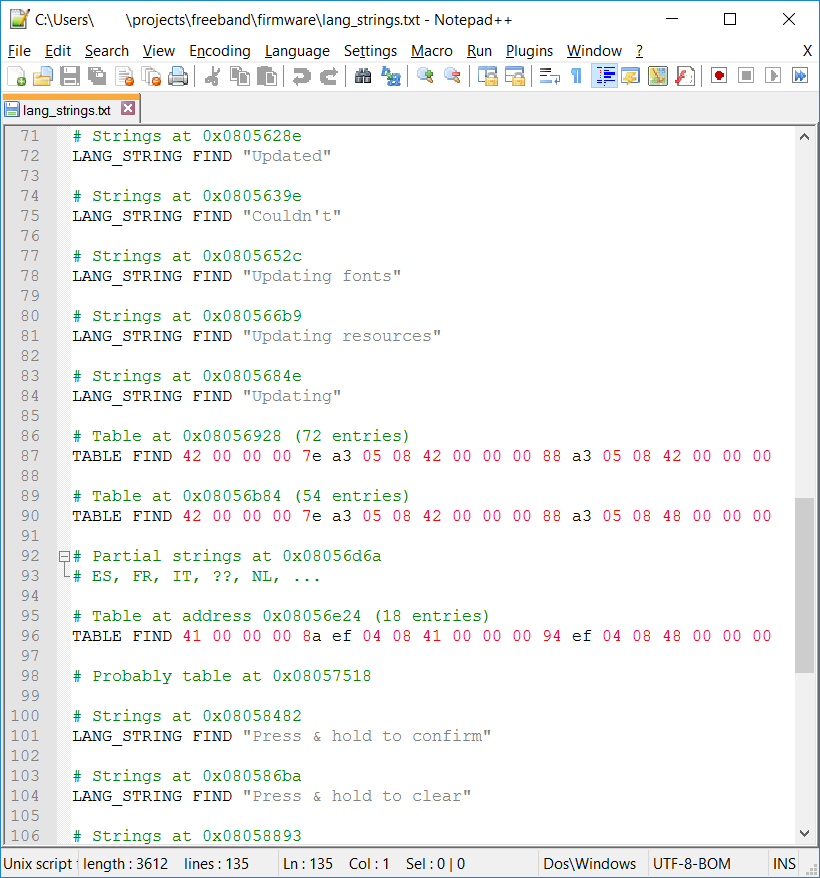 C:\Users\ \projects\freeband\firmware\lang_strings.txt - Notepad++
File Edit Search View Encoding Language Settings Macro Run Plugins Window ? X
lang_strings.txt
71 # Strings at 0x0805628e
72 LANG_STRING FIND "Updated"
73
74 # Strings at 0x0805639e
75 LANG_STRING FIND "Couldn't"
76
77 # Strings at 0x0805652c
78 LANG_STRING FIND "Updating fonts"
79
80 # Strings at 0x080566b9
81 LANG_STRING FIND "Updating resources"
82
83 # Strings at 0x0805684e
84 LANG_STRING FIND "Updating"
85
86 # Table at 0x08056928 (72 entries)
87 TABLE FIND 42 00 00 00 7e a3 05 08 42 00 00 00 88 a3 05 08 42 00 00 00
88
89 # Table at 0x08056b84 (54 entries)
90 TABLE FIND 42 00 00 00 7e a3 05 08 42 00 00 00 88 a3 05 08 48 00 00 00
91
92 # Partial strings at 0x08056d6a
93 # ES, FR, IT, ??, NL, ...
94
95 # Table at address 0x08056e24 (18 entries)
96 TABLE FIND 41 00 00 00 8a ef 04 08 41 00 00 00 94 ef 04 08 48 00 00 00
97
98 # Probably table at 0x08057518
99
100 # Strings at 0x08058482
101 LANG_STRING FIND "Press & hold to confirm"
102
103 # Strings at 0x080586ba
104 LANG_STRING FIND "Press & hold to clear"
105
106 # Strings at 0x08058893
Unix script length : 3612 lines : 135 Ln : 135 Col : 1 Sel : 0 | 0 Dos\Windows UTF-8-BOM INS